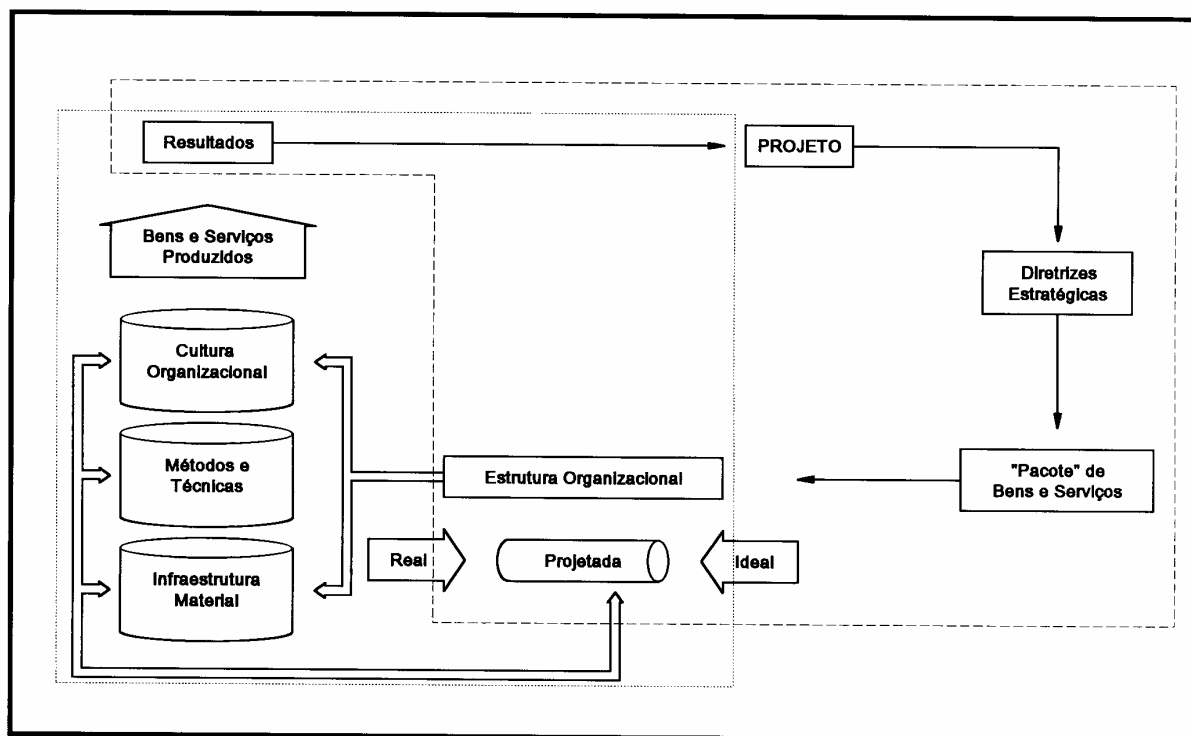 Resultados
PROJETO
Bens e Serviços
Produzidos
Diretrizes
Estratégicas
Cultura
Organizacional
Métodos e
Técnicas
Estrutura Organizacional
"Pacote" de
Bens e Serviços
Real
Projetada
Ideal
Infraestrutura
Material